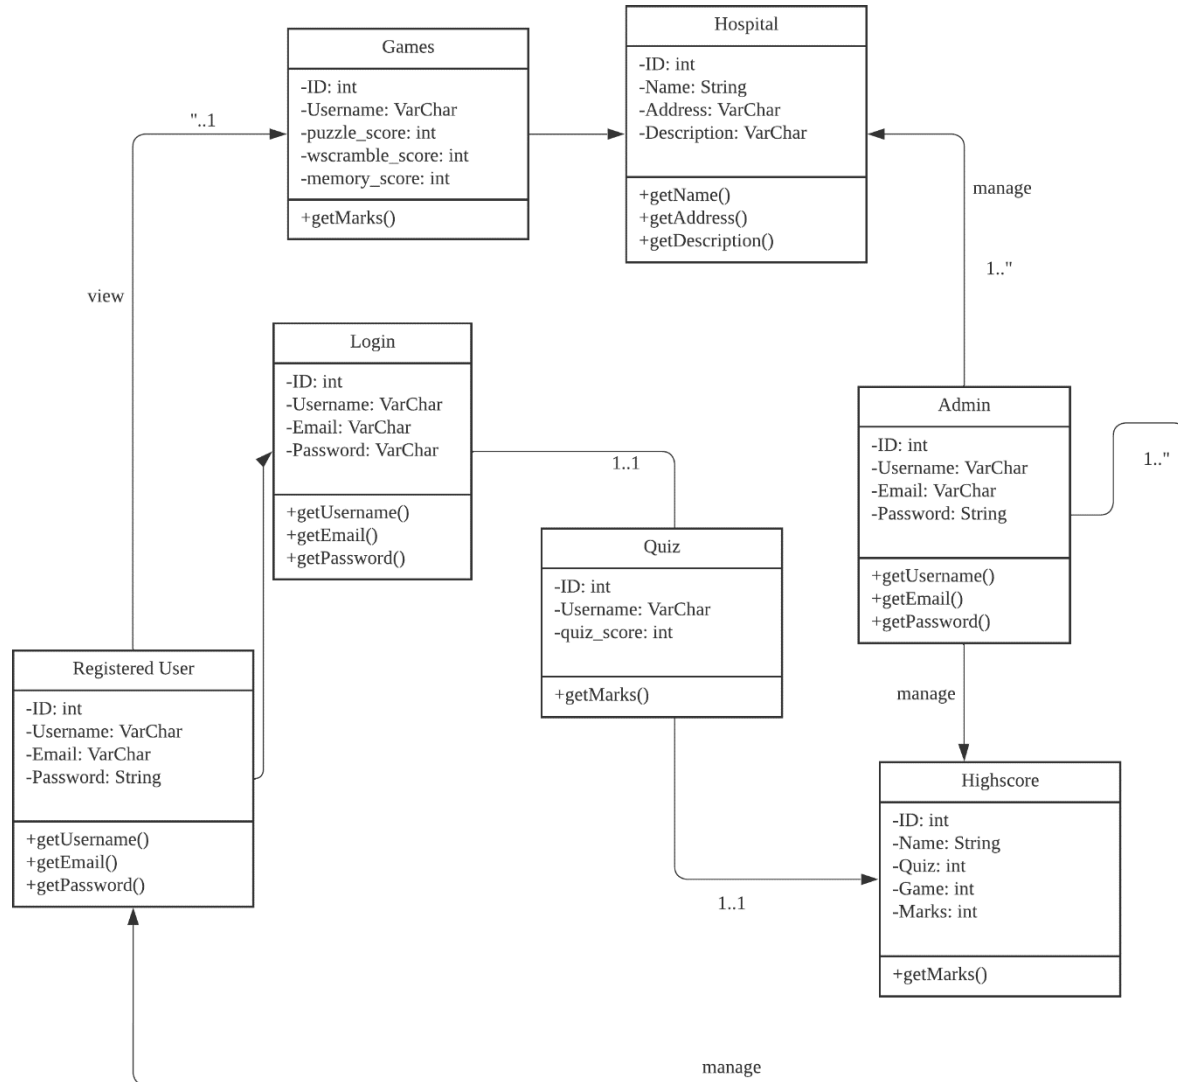 Games
-ID: int
-Username: VarChar
-puzzle_score: int
-wscramble_score: int
-memory_score: int
+getMarks()
Hospital
-ID: int
-Name: String
-Address: VarChar
-Description: VarChar
+getName()
+getAddress()
+getDescription()
"..1
manage
1.."
view
Login
-ID: int
-Username: VarChar
-Email: VarChar
-Password: VarChar
+getUsername()
+getEmail()
+getPassword()
1..1
Admin
-ID: int
-Username: VarChar
-Email: VarChar
-Password: String
+getUsername()
+getEmail()
+getPassword()
1.."
Quiz
-ID: int
-Username: VarChar
-quiz_score: int
+getMarks()
Registered User
-ID: int
-Username: VarChar
-Email: VarChar
-Password: String
+getUsername()
+getEmail()
+getPassword()
manage
Highscore
-ID: int
-Name: String
-Quiz: int
-Game: int
-Marks: int
+getMarks()
1..1
manage